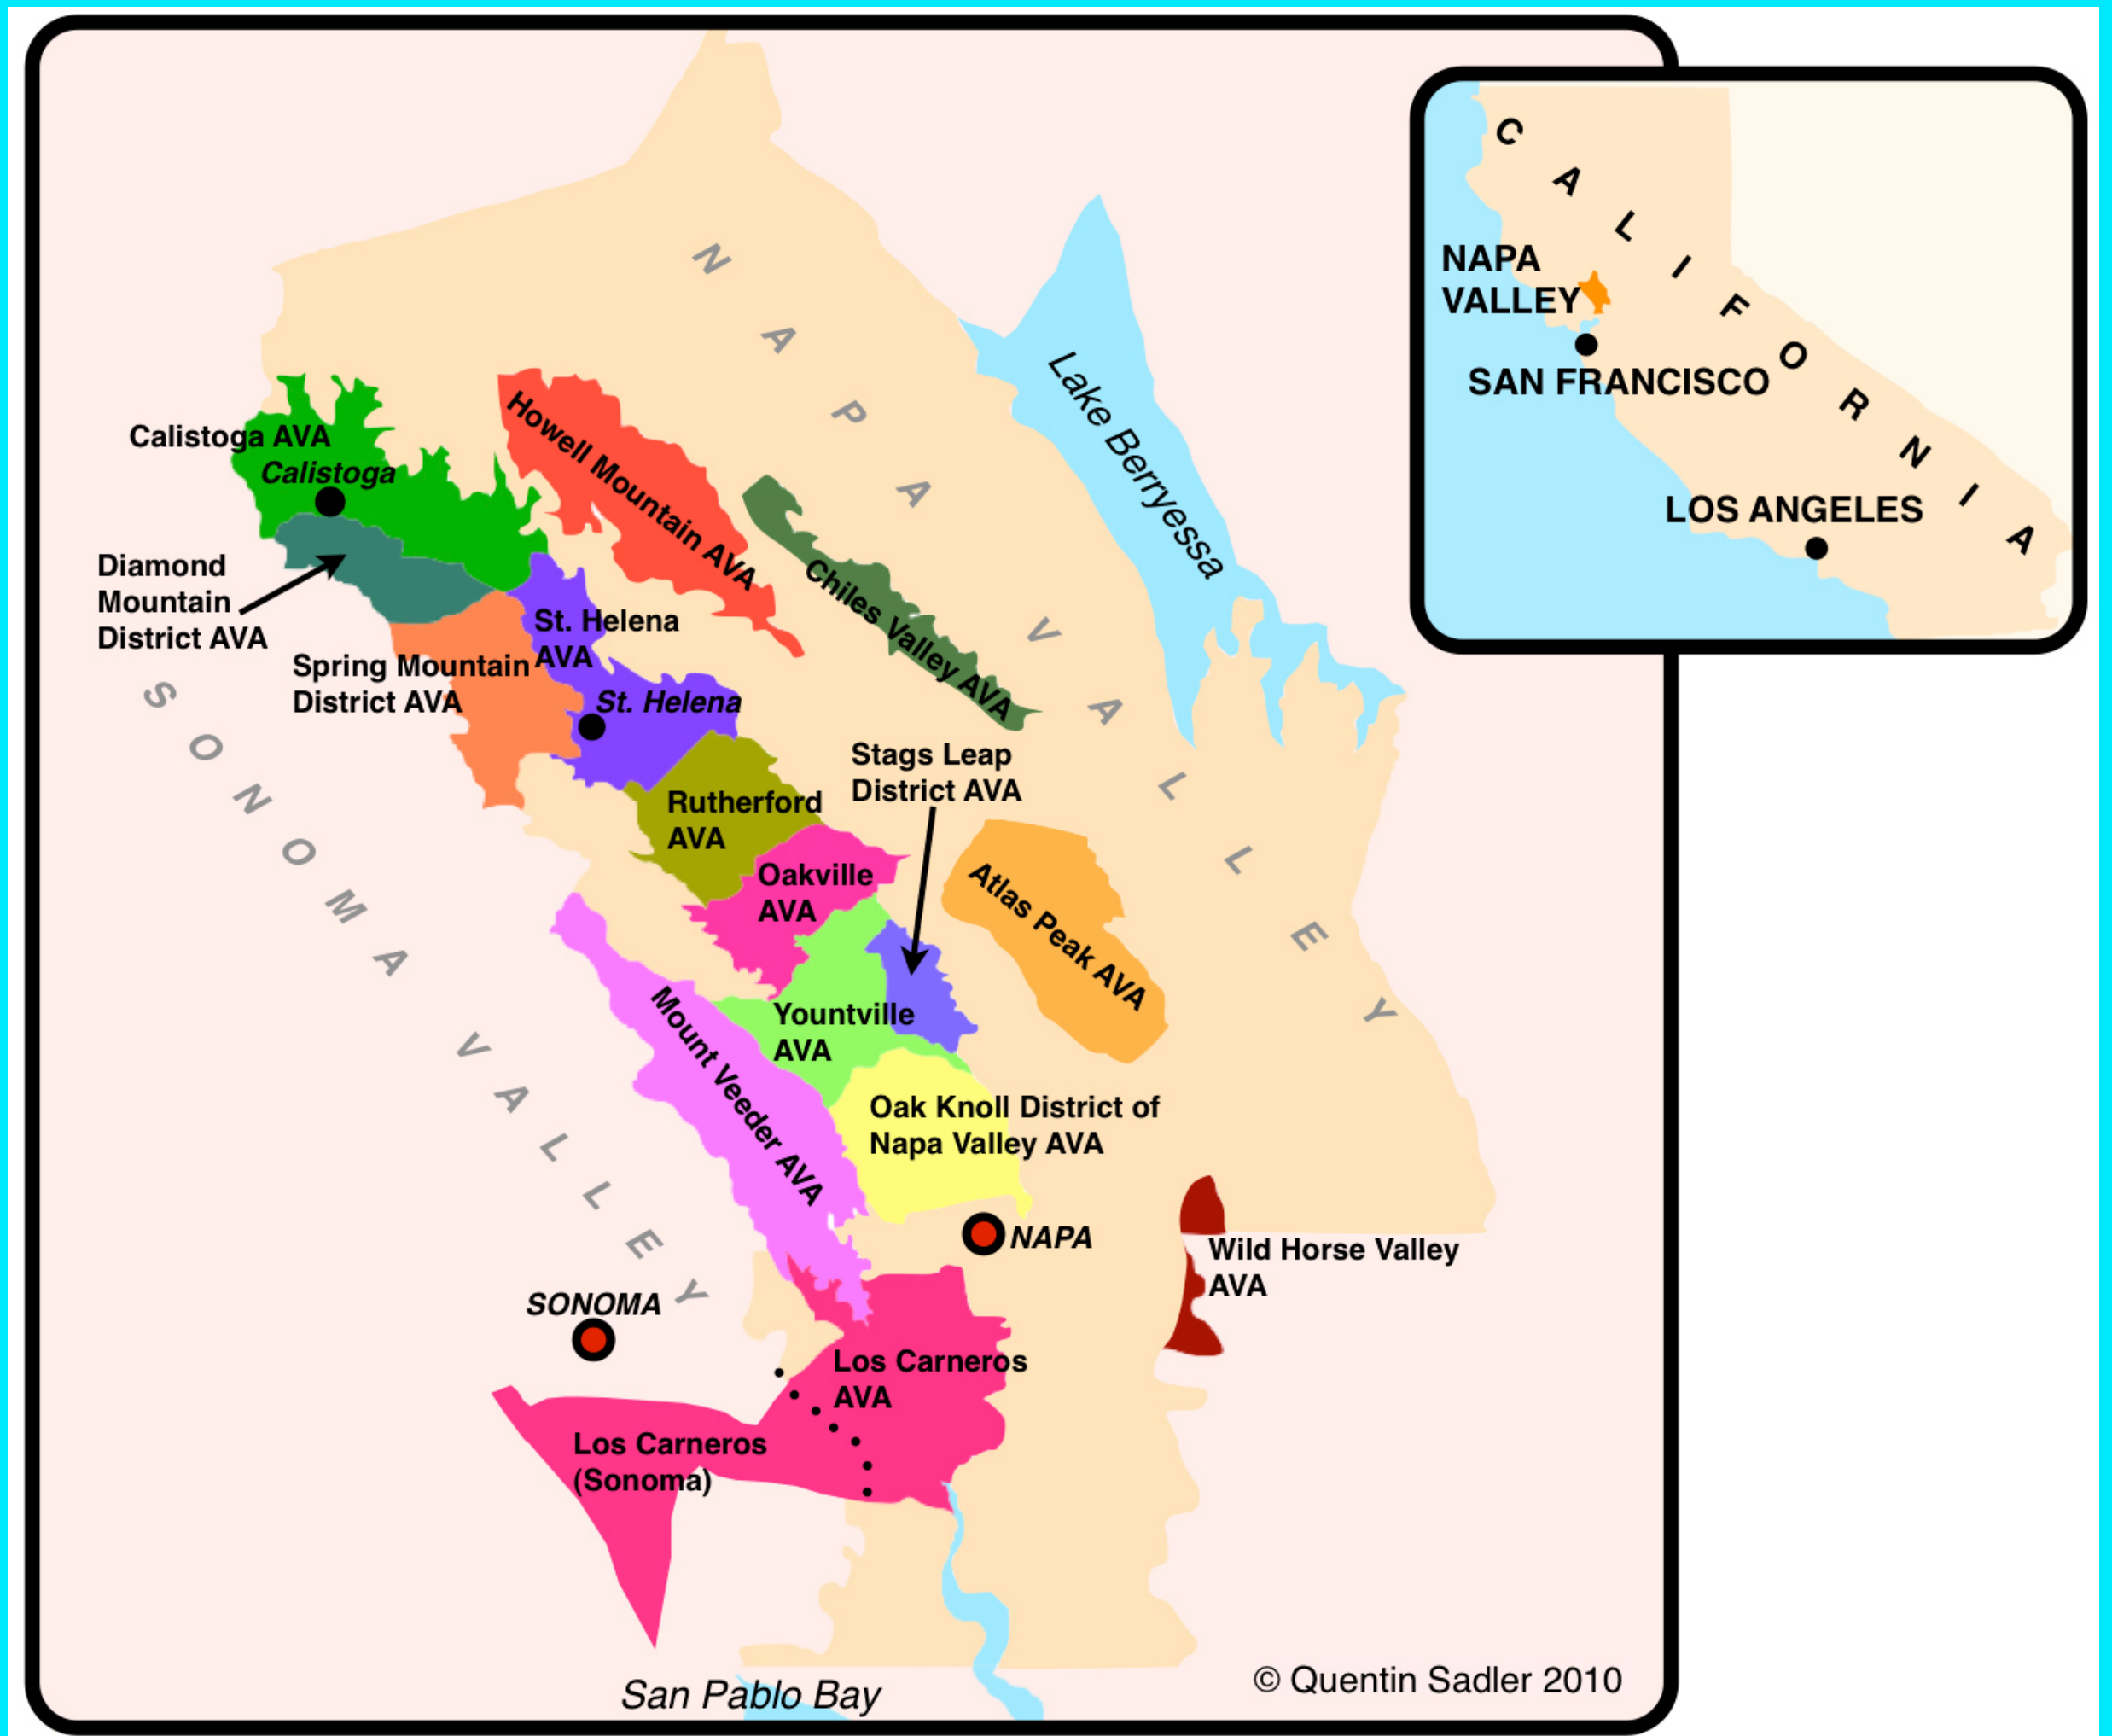 NAPA VALLEY
Calistoga AVA
Calistoga
Howell Mountain AVA
Lake Berryessa
Diamond
Mountain
District AVA
Chiles Valley AVA
St. Helena
AVA
Spring Mountain
District AVA
St. Helena
SONOMA VALLEY
Stags Leap
District AVA
Rutherford
AVA
Oakville
AVA
Atlas Peak AVA
Yountville
AVA
Mount Veeder AVA
Oak Knoll District of
Napa Valley AVA
NAPA
Wild Horse Valley
AVA
SONOMA
Los Carneros
AVA
Los Carneros
(Sonoma)
San Pablo Bay
© Quentin Sadler 2010
CALIFORNIA
NAPA
VALLEY
SAN FRANCISCO
LOS ANGELES